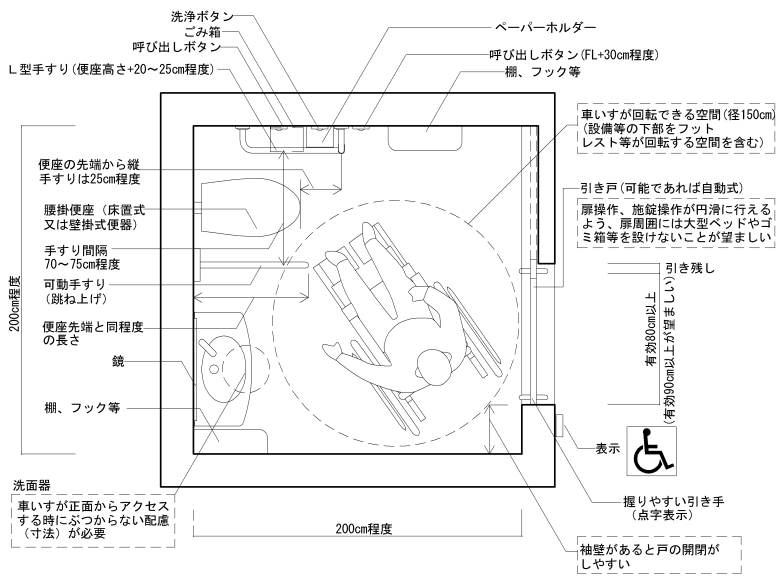 洗浄ボタン
ごみ箱
呼び出しボタン
L型手すり(便座高さ+20～25cm程度)
ペーパーホルダー
呼び出しボタン(FL+30cm程度)
棚、フック等
車いすが回転できる空間(径150cm)
(設備等の下部をフット
レスト等が回転する空間を含む)
便座の先端から縦
手すりは25cm程度
腰掛便座（床置式
又は壁掛式便器）
手すり間隔
70～75cm程度
可動手すり
（跳ね上げ）
便座先端と同程度
の長さ
鏡
棚、フック等
200cm程度
引き戸(可能であれば自動式)
扉操作、施錠操作が円滑に行える
よう、扉周囲には大型ベッドやゴ
ミ箱等を設けないことが望ましい
引き残し
有効80cm以上
(有効90cm以上が望ましい)
表示
洗面器
車いすが正面からアクセス
する時にぶつからない配慮
（寸法）が必要
200cm程度
握りやすい引き手
（点字表示）
袖壁があると戸の開閉が
しやすい